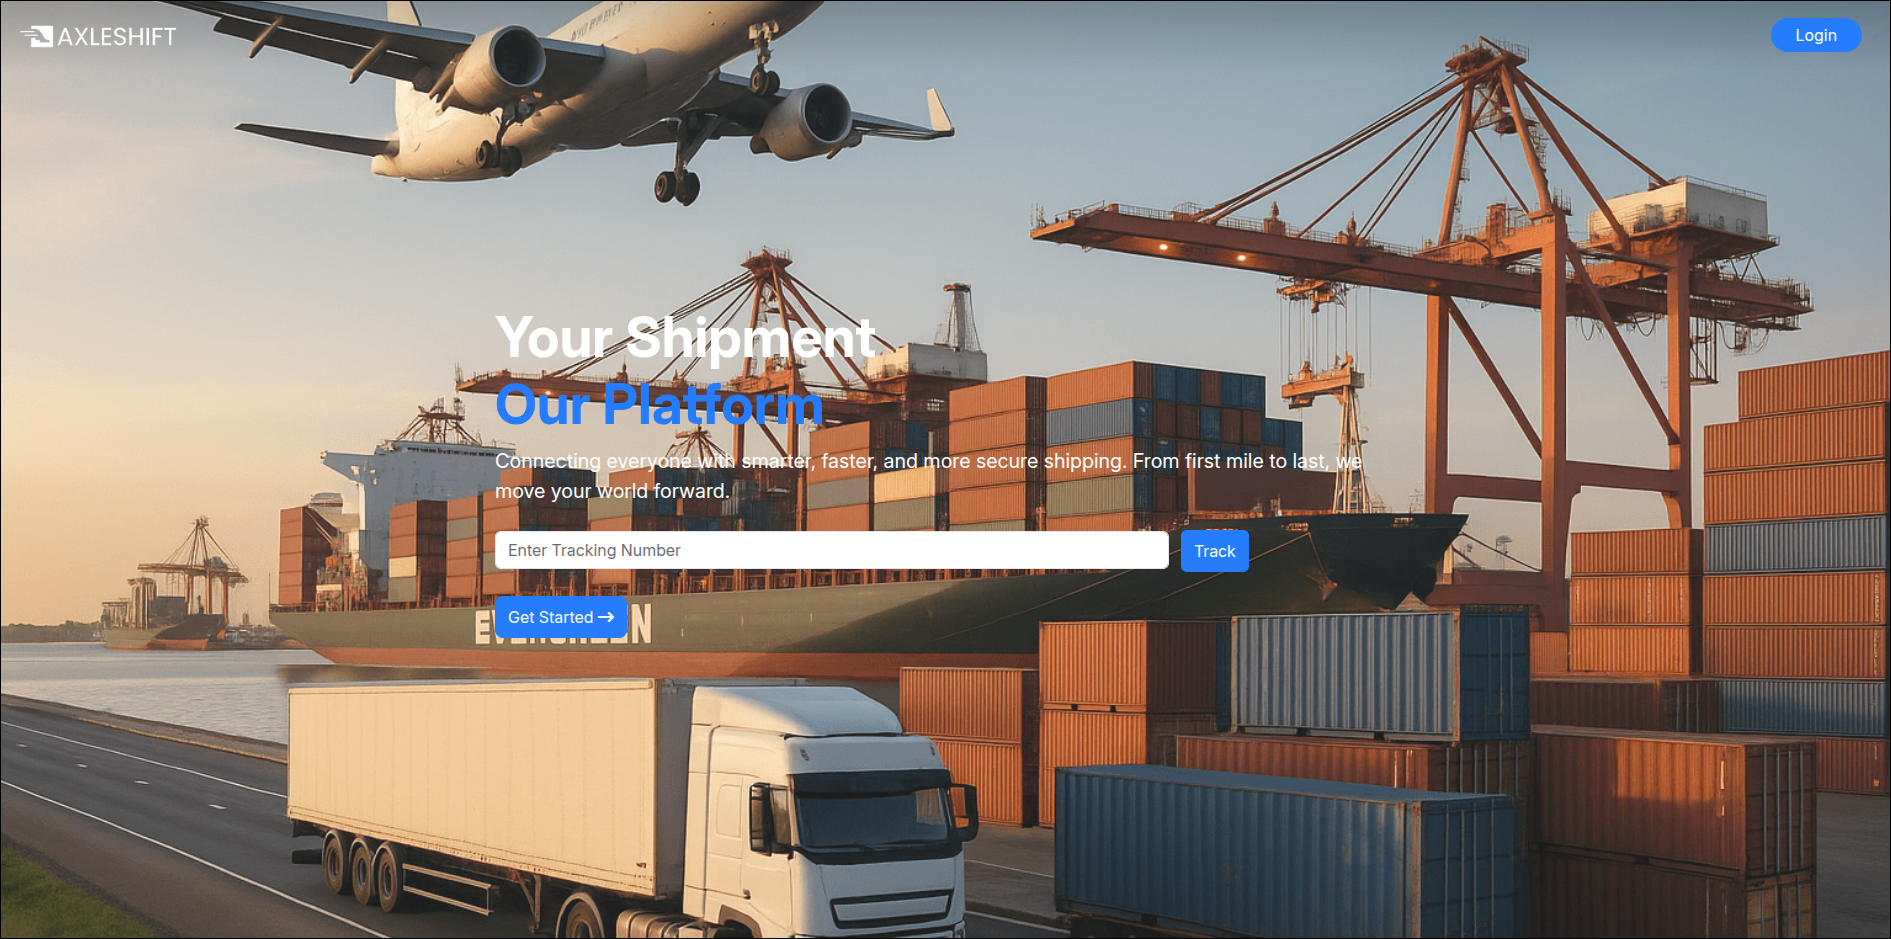 AXLESHIFT
Login
Your Shipment
Our Platform
Connecting everyone with smarter, faster, and more secure shipping. From first mile to last, we
move your world forward.
Enter Tracking Number
Track
Get Started →